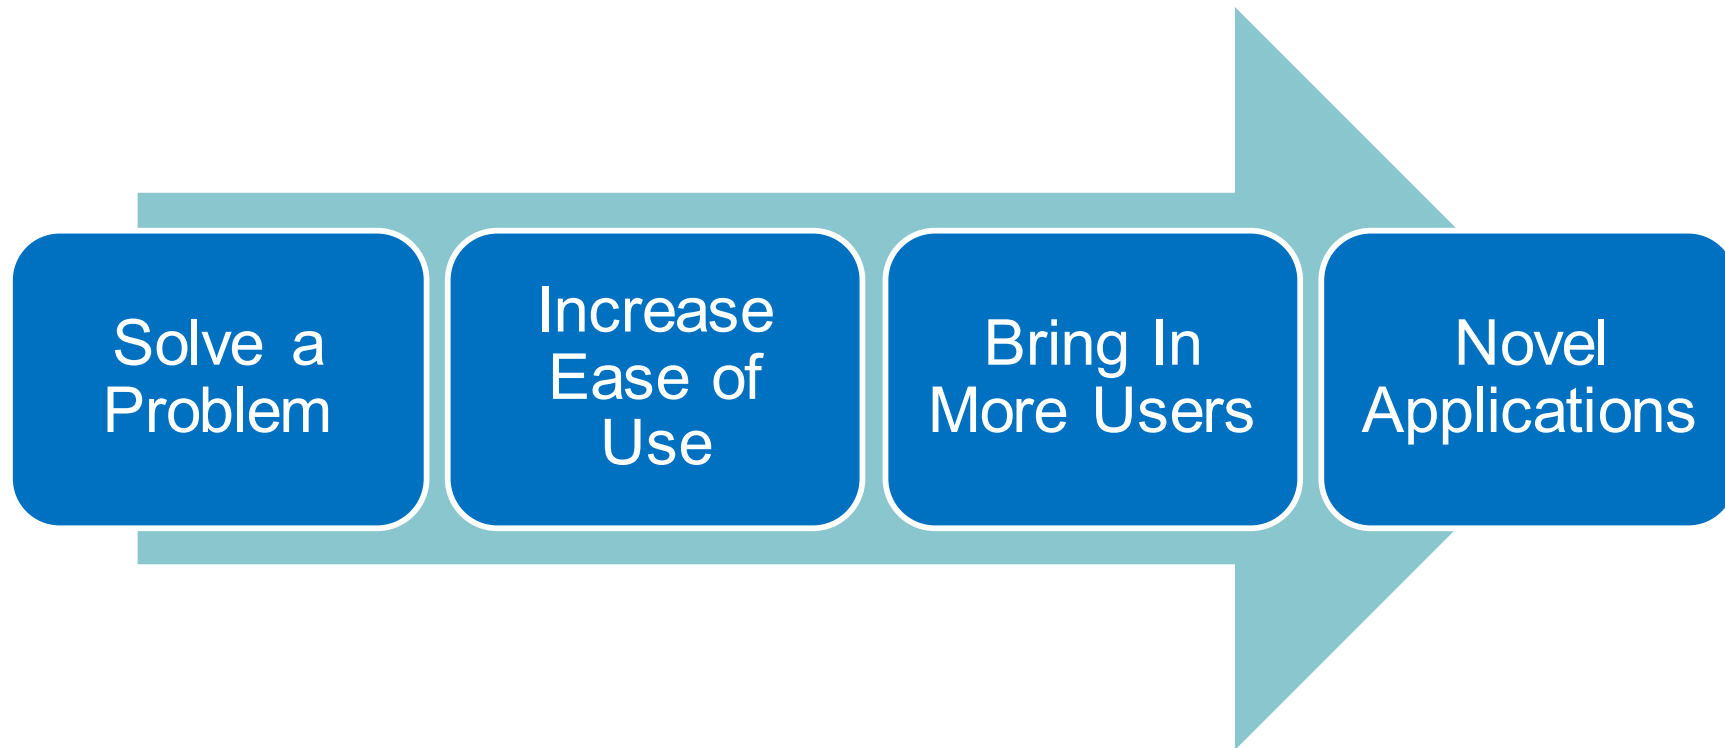 Solve a
Problem
Increase
Ease of
Use
Bring In
More Users
Novel
Applications